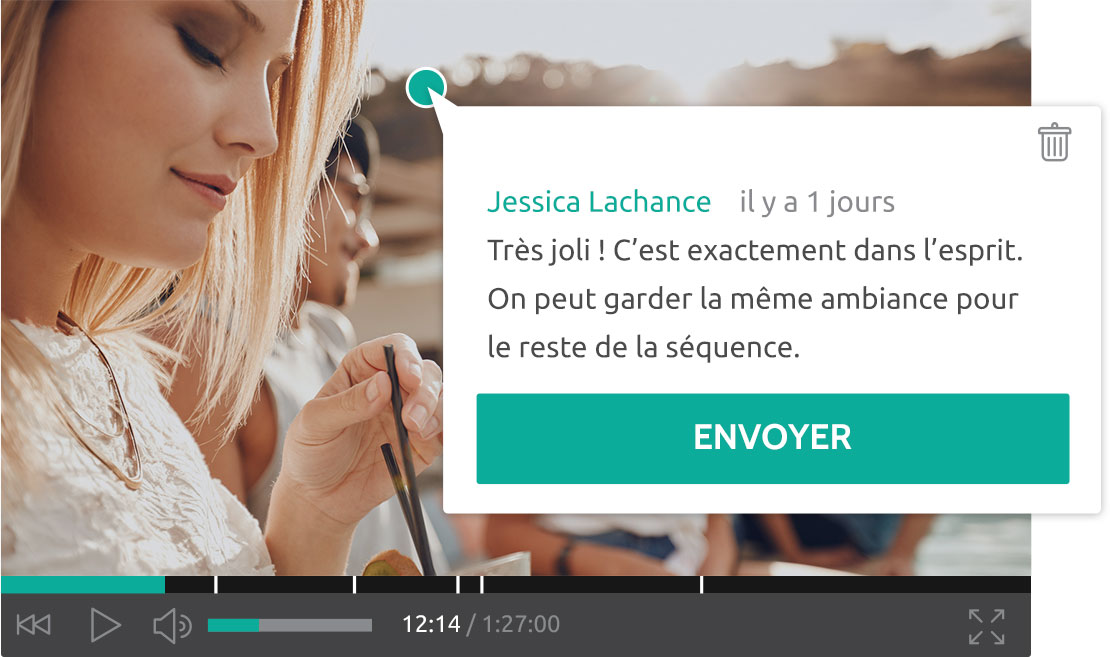 Jessica Lachance il y a 1 jours
Très joli ! C’est exactement dans l’esprit.
On peut garder la même ambiance pour
le reste de la séquence.
ENVOYER
12:14 / 1:27:00